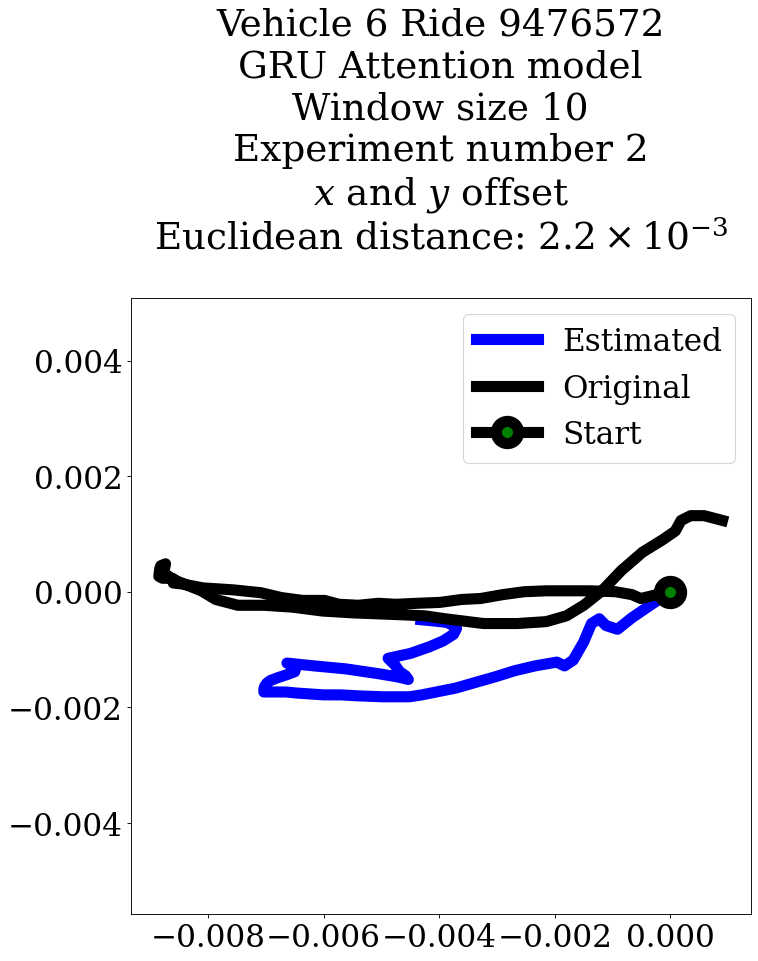 Vehicle 6 Ride 9476572
GRU Attention model
Window size 10
Experiment number 2
x and y offset
Euclidean distance: 2.2 × 10⁻³
Estimated
Original
Start
0.004
0.002
0.000
−0.002
−0.004
−0.008 −0.006 −0.004 −0.002 0.000